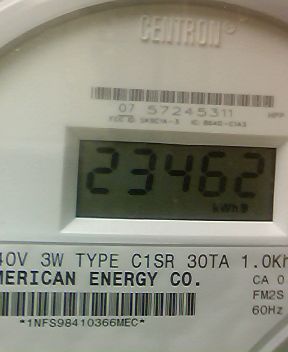 CENTRON®
07 57245311
23462
kWh
40V 3W TYPE C1SR 30TA 1.0Kh
MERICAN ENERGY CO.
CA 0
FM2S
60Hz
*1NFS98410366MEC*